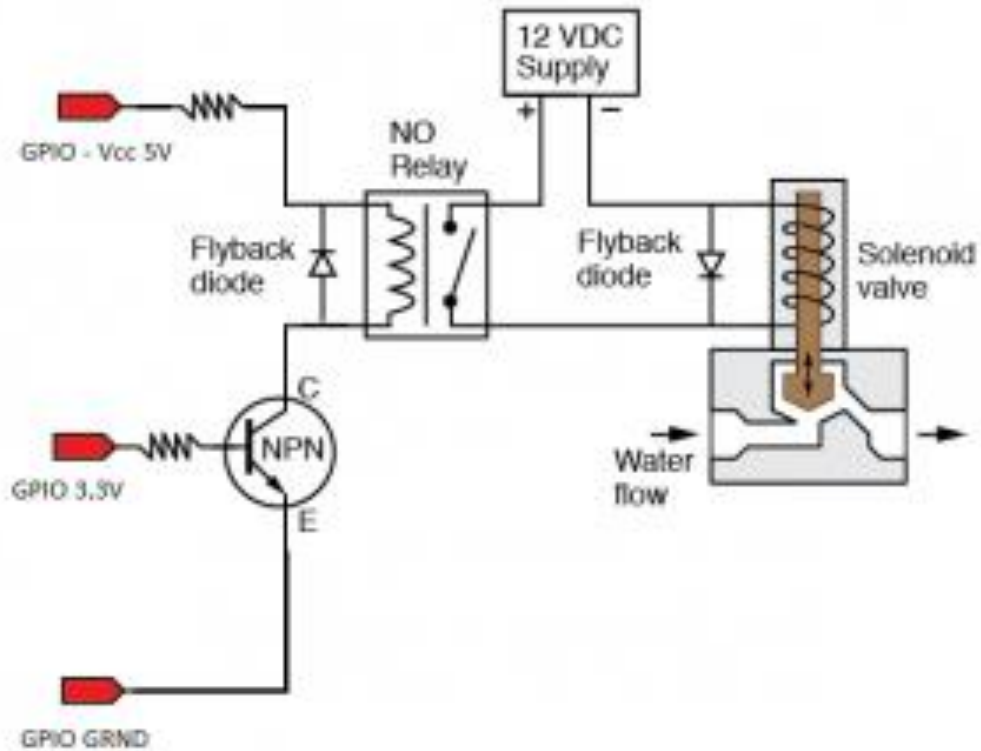 12 VDC
Supply
+
−
GPIO - Vcc 5V
NO
Relay
Flyback
diode
Flyback
diode
Solenoid
valve
C
NPN
E
GPIO 3.3V
Water
flow
GPIO GRND